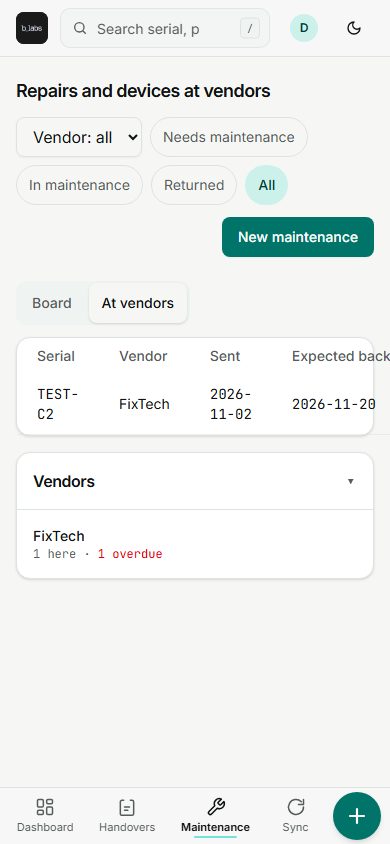 b_labs
Search serial, p
/
D
Repairs and devices at vendors
Vendor: all
Needs maintenance
In maintenance
Returned
All
New maintenance
Board
At vendors
Serial Vendor Sent Expected back
TEST-
C2
FixTech
2026-
11-02
2026-11-20
Vendors
▾
FixTech
1 here · 1 overdue
Dashboard
Handovers
Maintenance
Sync